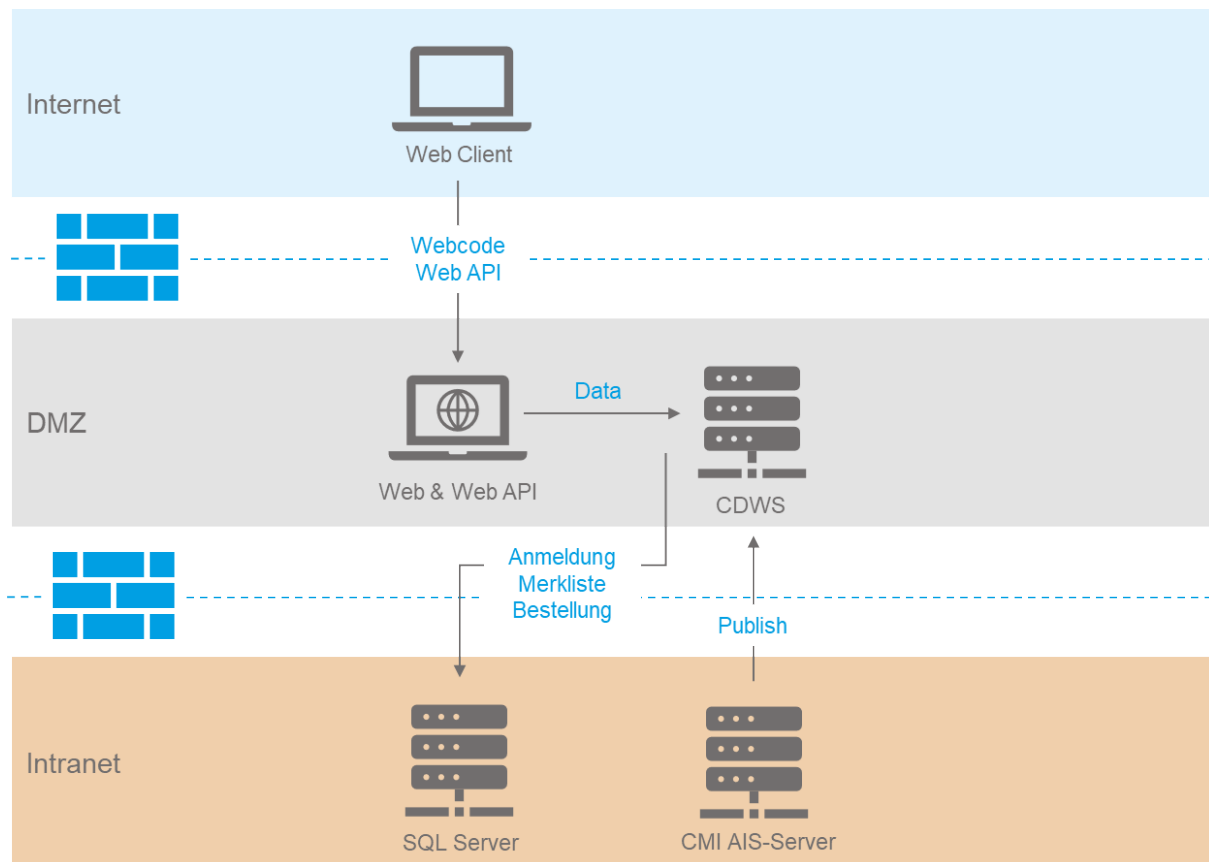 Internet
Web Client
Webcode
Web API
DMZ
Data
Web & Web API
CDWS
Anmeldung
Merkliste
Bestellung
Publish
Intranet
SQL Server
CMI AIS-Server